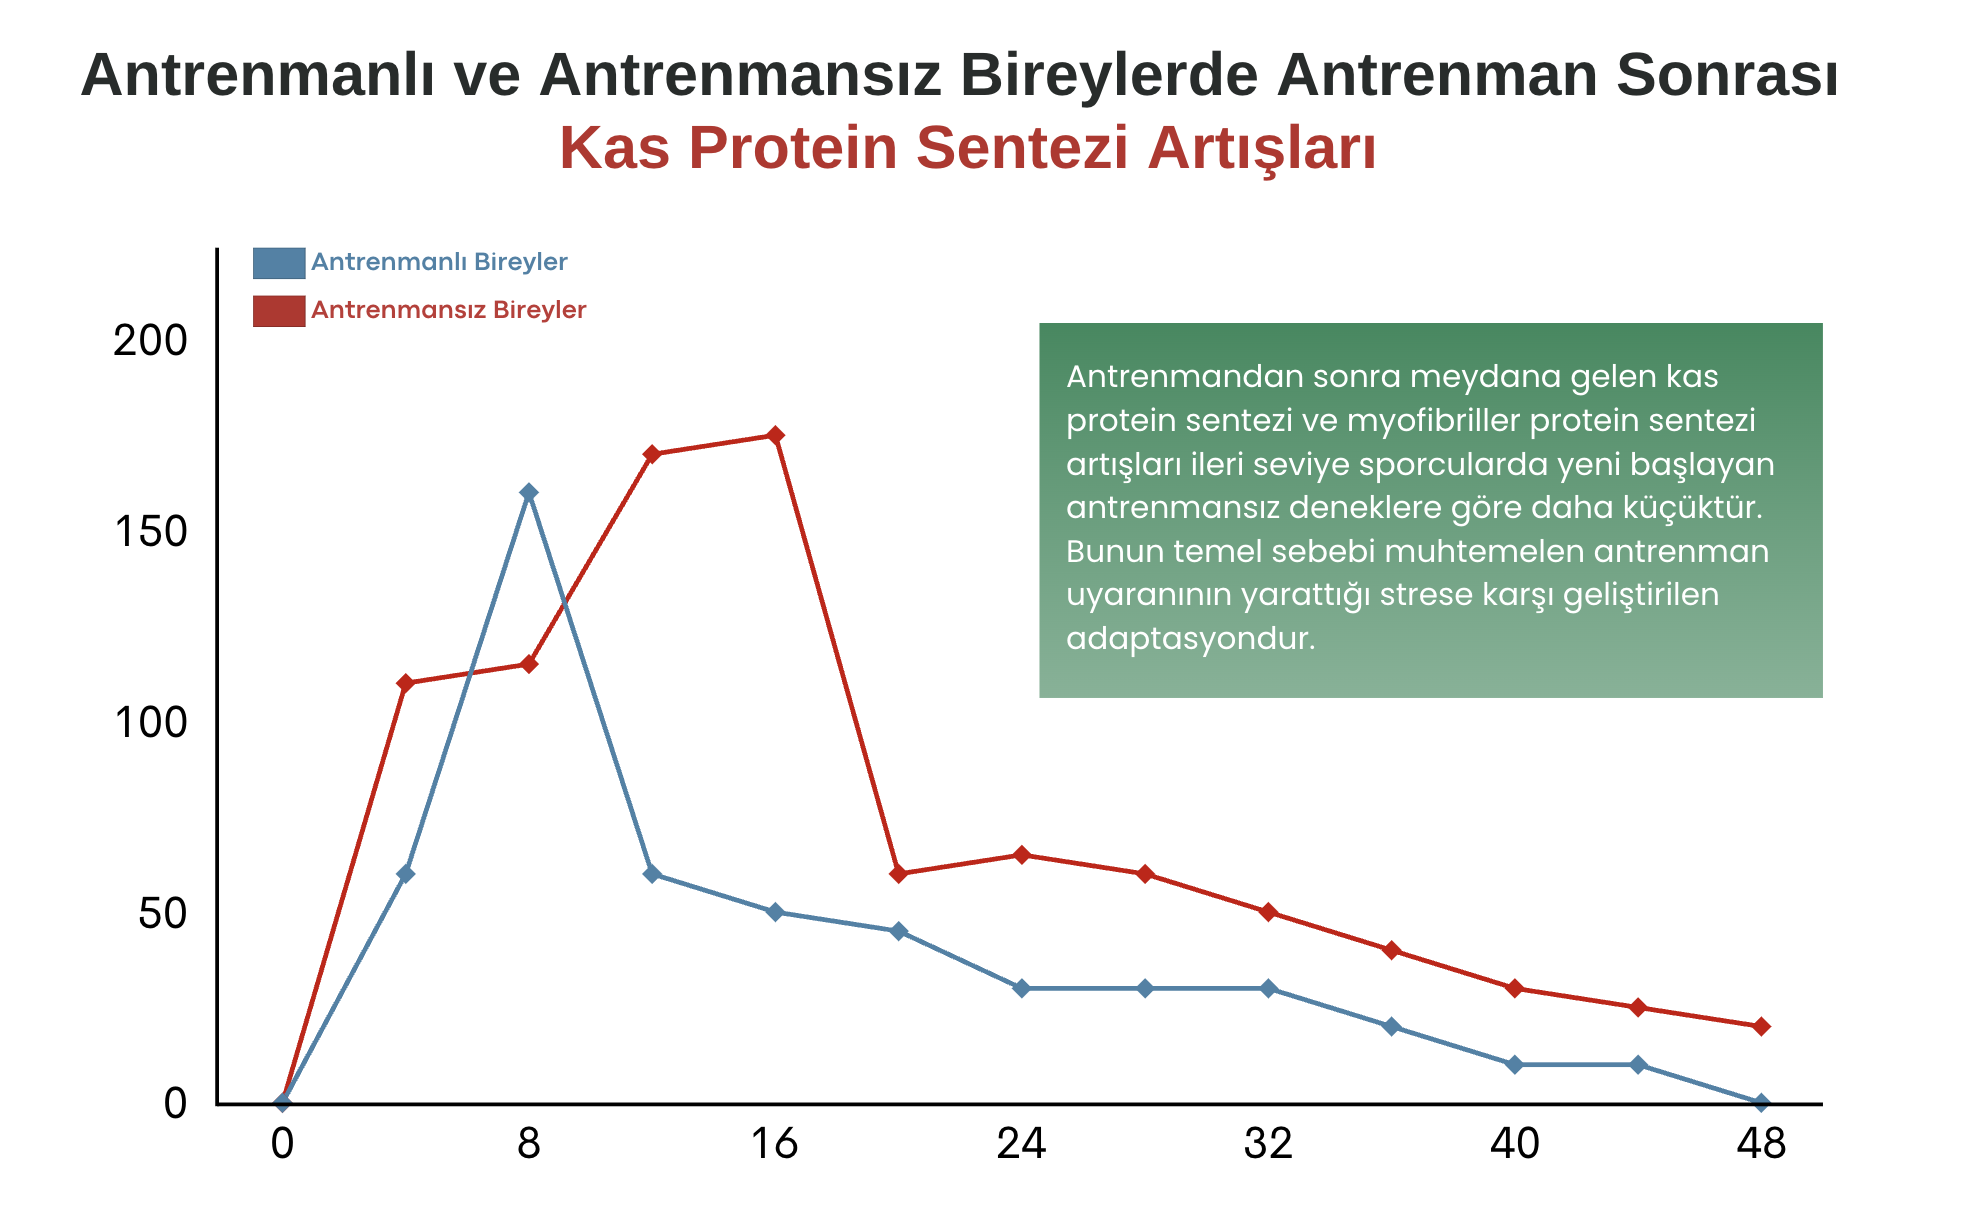 Antrenmanlı ve Antrenmansız Bireylerde Antrenman Sonrası
Kas Protein Sentezi Artışları
Antrenmanlı Bireyler
Antrenmansız Bireyler
200
150
100
50
0
Antrenmandan sonra meydana gelen kas
protein sentezi ve myofibriller protein sentezi
artışları ileri seviye sporcularda yeni başlayan
antrenmansız deneklere göre daha küçüktür.
Bunun temel sebebi muhtemelen antrenman
uyaranının yarattığı strese karşı geliştirilen
adaptasyondur.
0 8 16 24 32 40 48